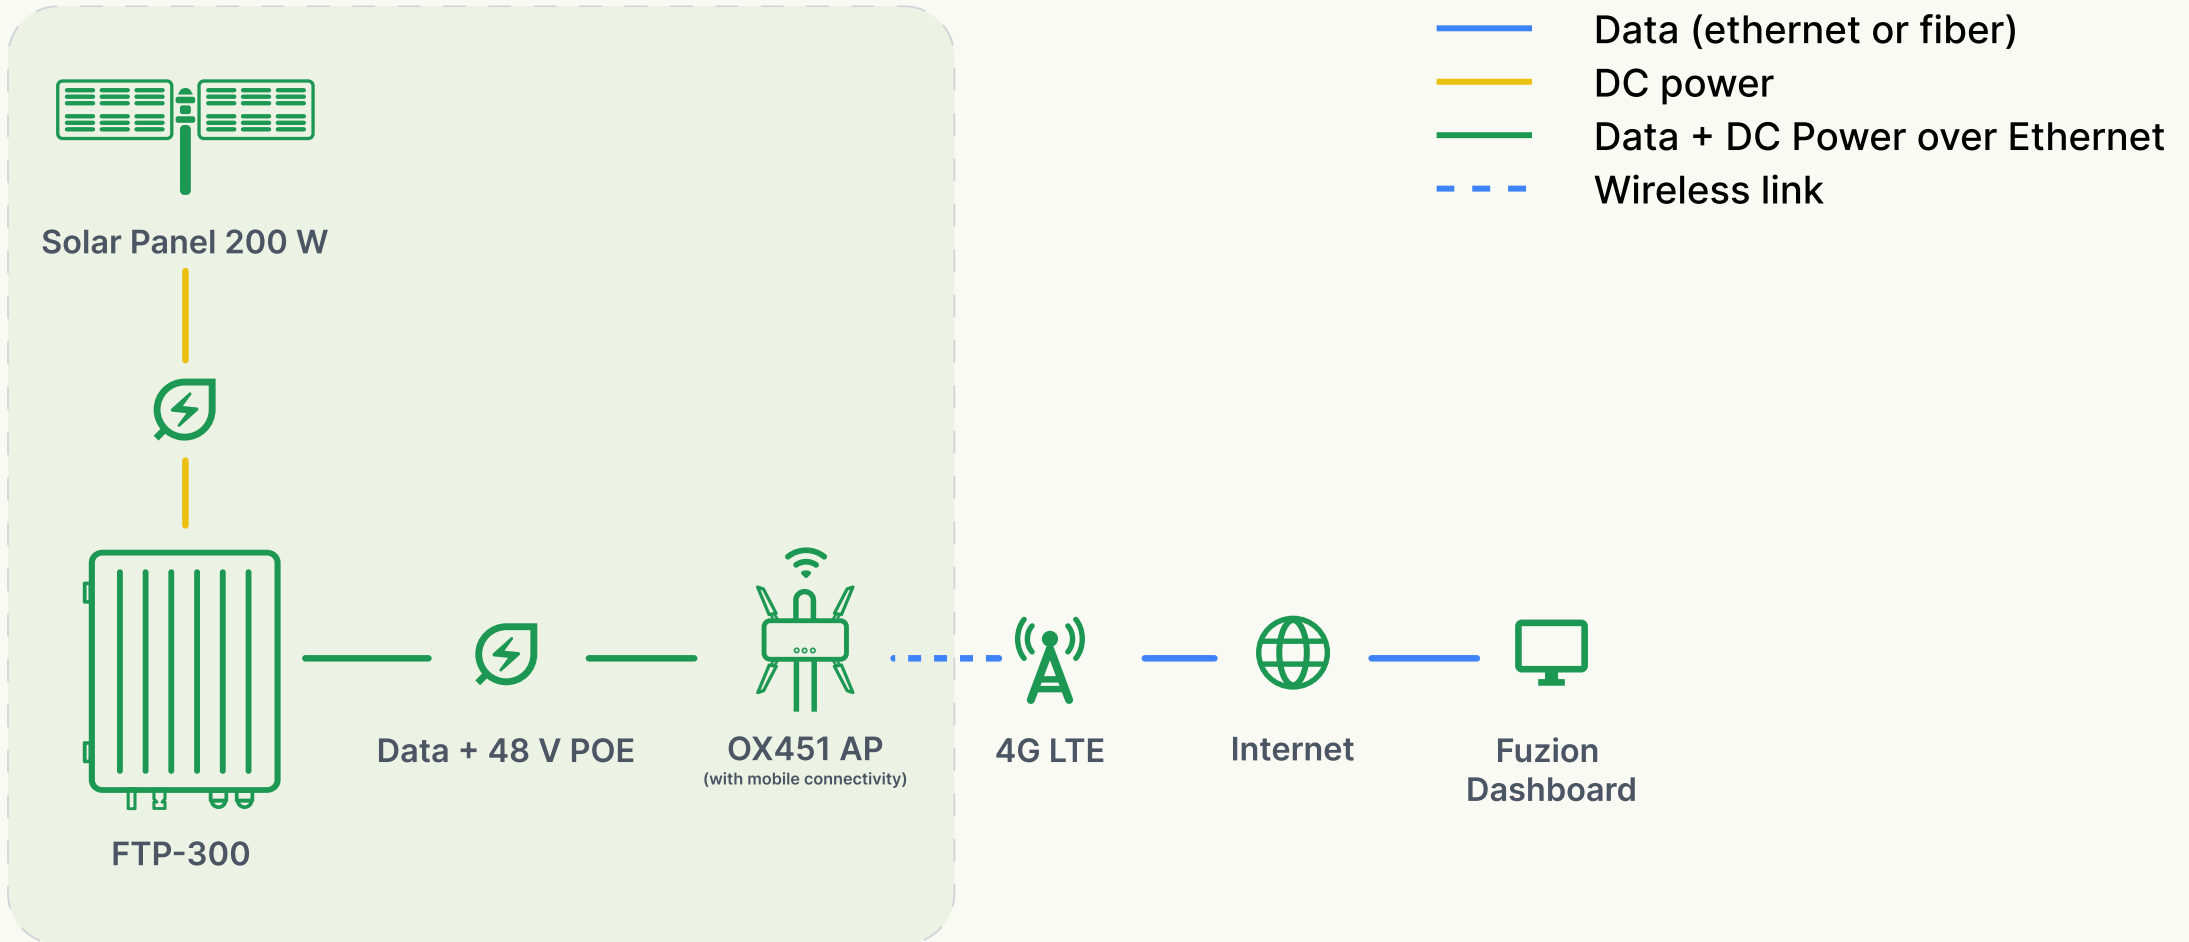 Data (ethernet or fiber)
DC power
Data + DC Power over Ethernet
Wireless link
Solar Panel 200 W
Data + 48 V POE
OX451 AP
(with mobile connectivity)
4G LTE
Internet
Fuzion
Dashboard
FTP-300